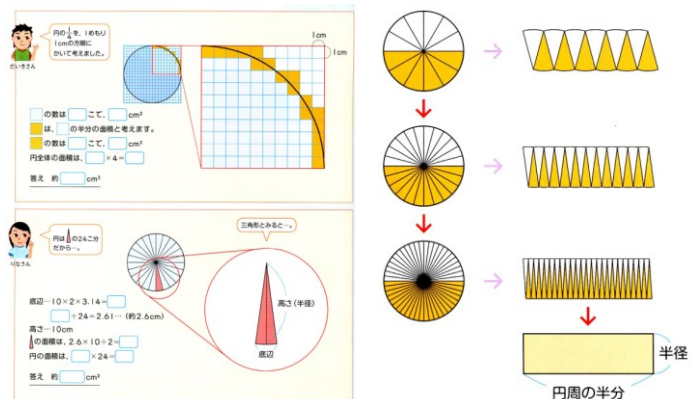 円の1/4を、1めもり
1cmの方眼に
かいて考えました。
だいきさん
1cm
1cm
の数は こで、 cm²
は、 の半分の面積と考えます。
の数は こで、 cm²
円全体の面積は、 ×4=
答え 約 cm²
円は の24こ分
だから…。
りなさん
三角形とみると…。
高さ(半径)
底辺
底辺…10×2×3.14=
÷24=2.61…(約2.6cm)
高さ…10cm
の面積は、2.6×10÷2=
円の面積は、 ×24=
答え 約 cm²
半径
円周の半分